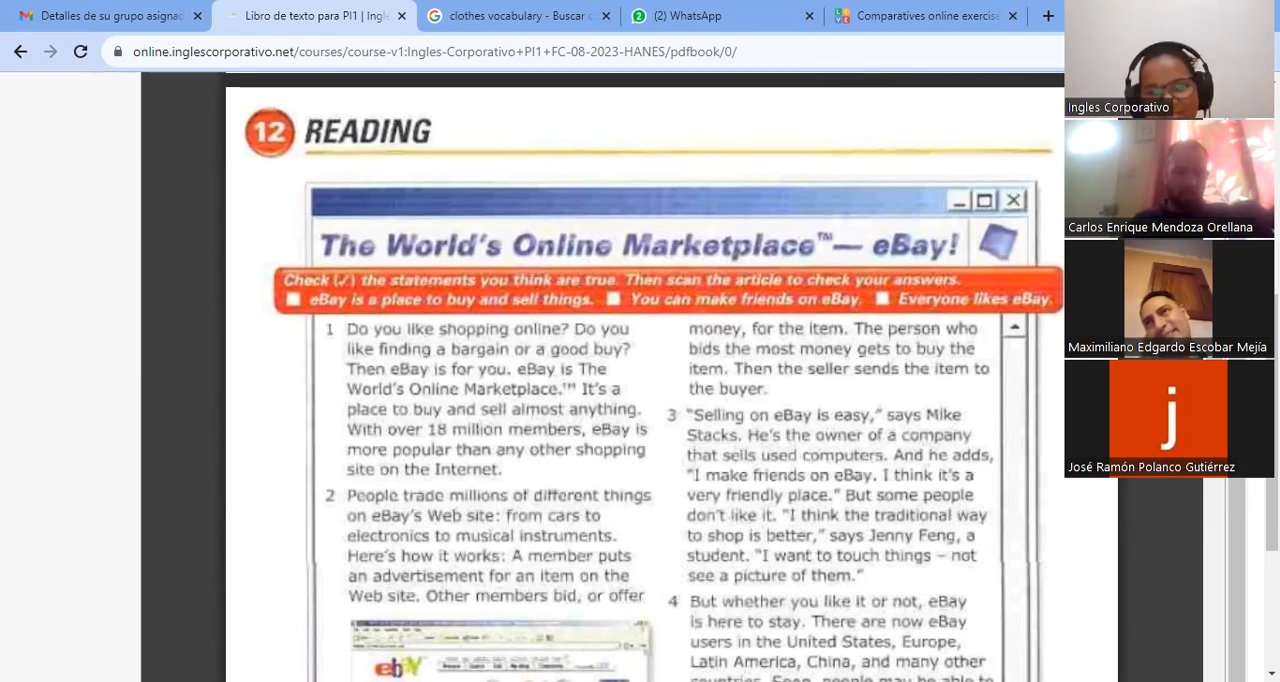 Detalles de su grupo asignac
Libro de texto para PI1 | Ingle
clothes vocabulary - Buscar c
(2) WhatsApp
Comparatives online exercise
online.inglescorporativo.net/courses/course-v1:Ingles-Corporativo+PI1+FC-08-2023-HANES/pdfbook/0/
12 READING
The World's Online Marketplace™— eBay!
Check (✓) the statements you think are true. Then scan the article to check your answers.
eBay is a place to buy and sell things. You can make friends on eBay. Everyone likes eBay.
1 Do you like shopping online? Do you
like finding a bargain or a good buy?
Then eBay is for you. eBay is The
World's Online Marketplace.™ It's a
place to buy and sell almost anything.
With over 18 million members, eBay is
more popular than any other shopping
site on the Internet.
2 People trade millions of different things
on eBay's Web site: from cars to
electronics to musical instruments.
Here's how it works: A member puts
an advertisement for an item on the
Web site. Other members bid, or offer
ebY
money, for the item. The person who
bids the most money gets to buy the
item. Then the seller sends the item to
the buyer.
3 "Selling on eBay is easy," says Mike
Stacks. He's the owner of a company
that sells used computers. And he adds,
"I make friends on eBay. I think it's a
very friendly place." But some people
don't like it. "I think the traditional way
to shop is better," says Jenny Feng, a
student. "I want to touch things – not
see a picture of them."
4 But whether you like it or not, eBay
is here to stay. There are now eBay
users in the United States, Europe,
Latin America, China, and many other
countries. Soon, people may be able to
Ingles Corporativo
Carlos Enrique Mendoza Orellana
Maximiliano Edgardo Escobar Mejía
j
José Ramón Polanco Gutiérrez